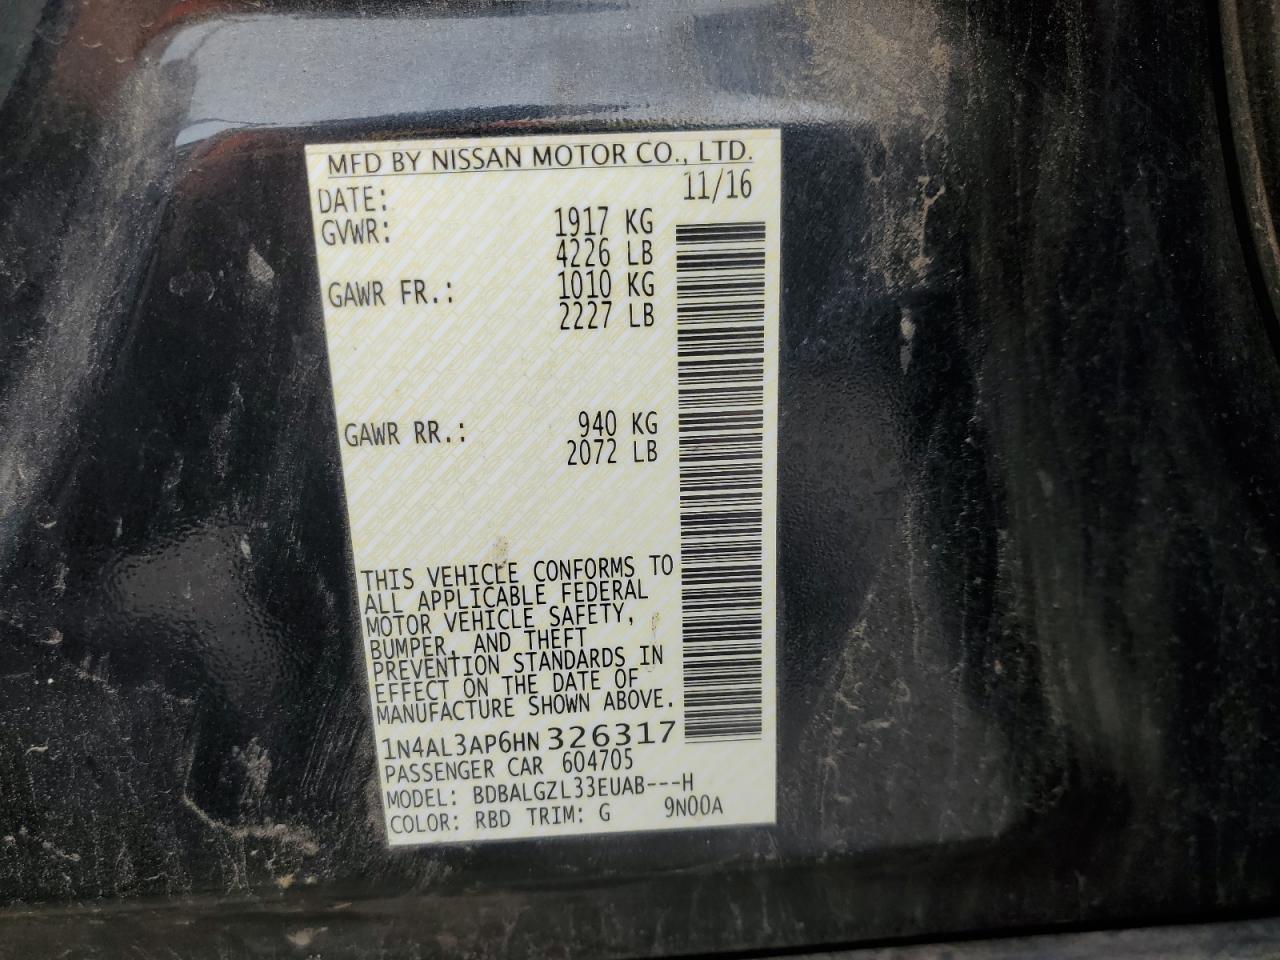 MFD BY NISSAN MOTOR CO., LTD.
DATE: 11/16
GVWR: 1917 KG
4226 LB
GAWR FR.: 1010 KG
2227 LB
GAWR RR.: 940 KG
2072 LB
THIS VEHICLE CONFORMS TO
ALL APPLICABLE FEDERAL
MOTOR VEHICLE SAFETY,
BUMPER, AND THEFT
PREVENTION STANDARDS IN
EFFECT ON THE DATE OF
MANUFACTURE SHOWN ABOVE.
1N4AL3AP6HN 326317
PASSENGER CAR 604705
MODEL: BDBALGZL33EUAB---H
COLOR: RBD TRIM: G 9N00A